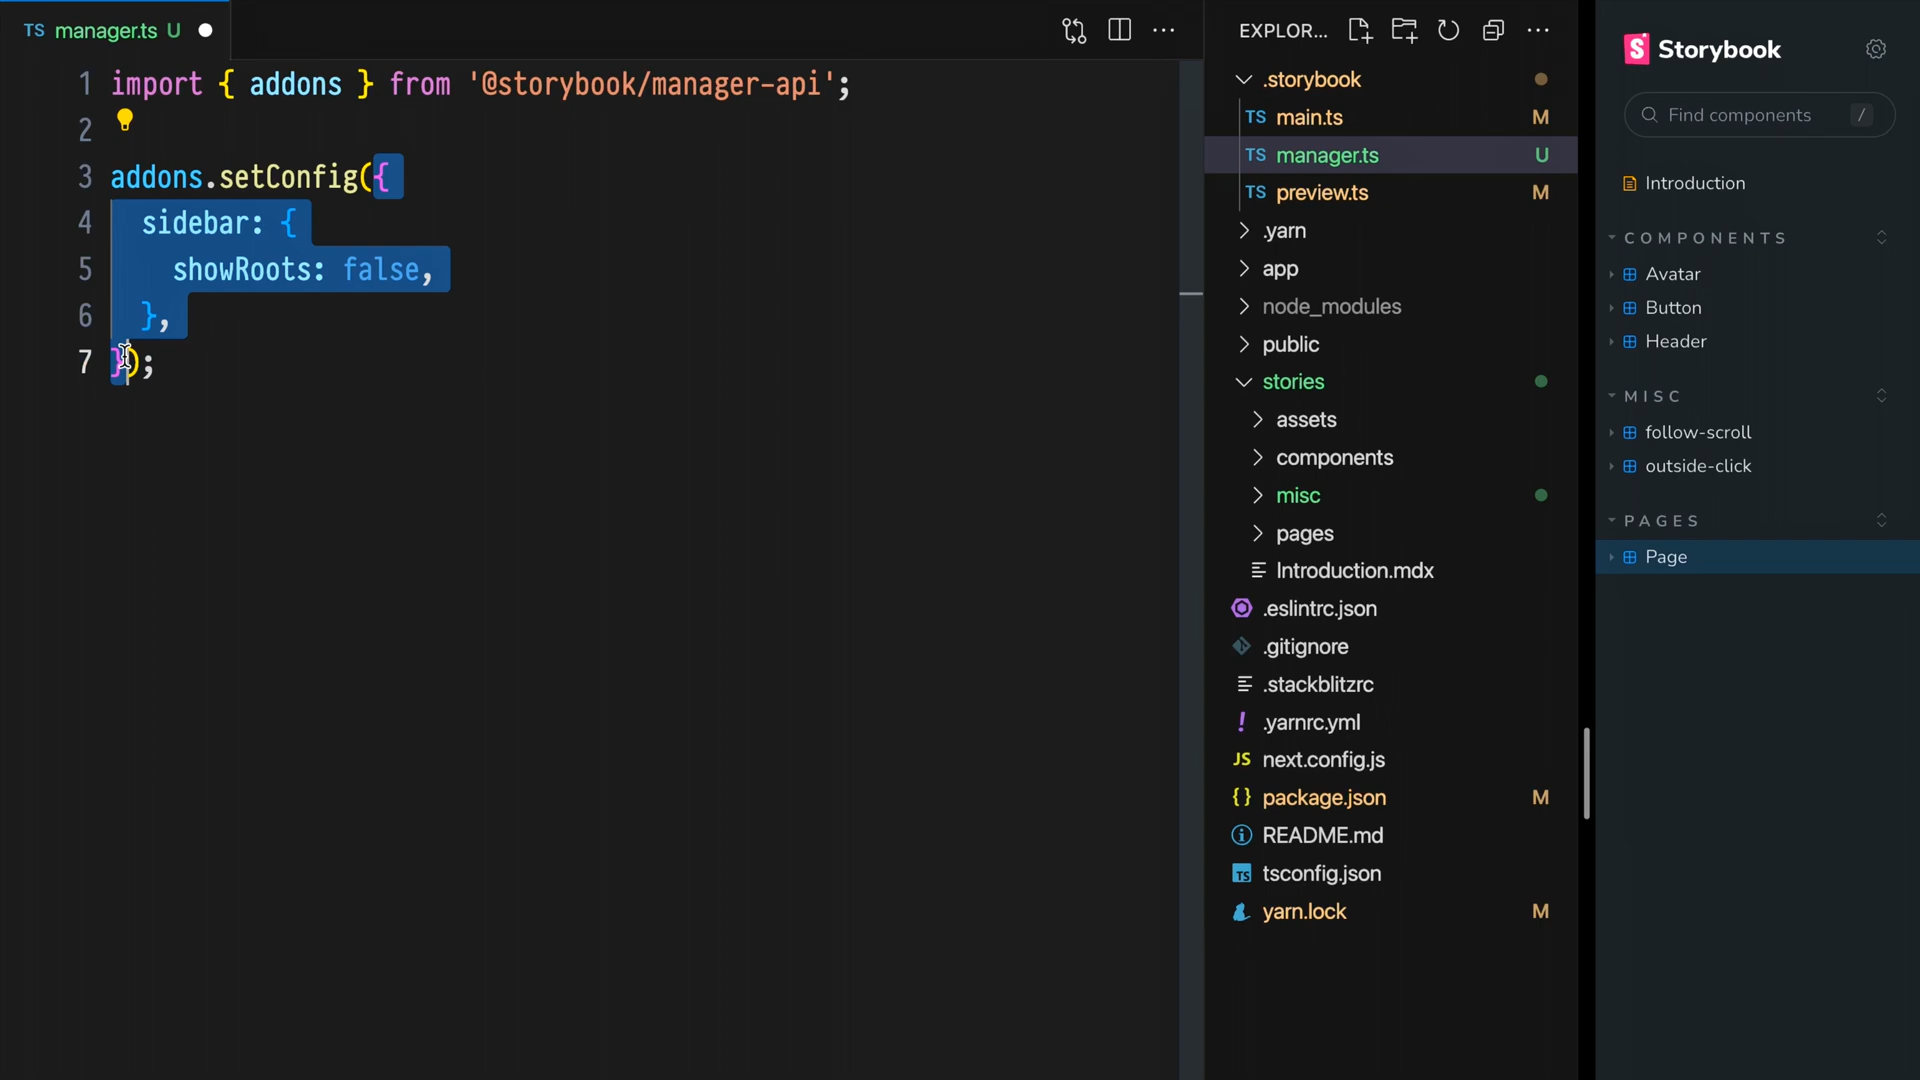 TS manager.ts U
1 import { addons } from '@storybook/manager-api';
2
3 addons.setConfig({
4 sidebar: {
5 showRoots: false,
6 },
7 });
EXPLOR...
.storybook
TS main.ts M
TS manager.ts U
TS preview.ts M
.yarn
app
node_modules
public
stories
assets
components
misc
pages
Introduction.mdx
.eslintrc.json
.gitignore
.stackblitzrc
! .yarnrc.yml
JS next.config.js
{} package.json M
README.md
TS tsconfig.json
yarn.lock M
S Storybook
Find components /
Introduction
COMPONENTS
Avatar
Button
Header
MISC
follow-scroll
outside-click
PAGES
Page